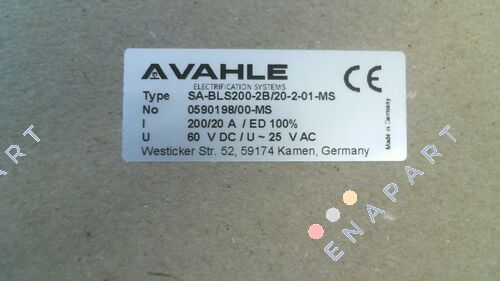 VAHLE
ELECTRIFICATION SYSTEMS
CE
Type SA-BLS200-2B/20-2-01-MS
No 0590198/00-MS
I 200/20 A / ED 100%
U 60 V DC / U ~ 25 V AC
Westicker Str. 52, 59174 Kamen, Germany
Made in Germany
ENAPART